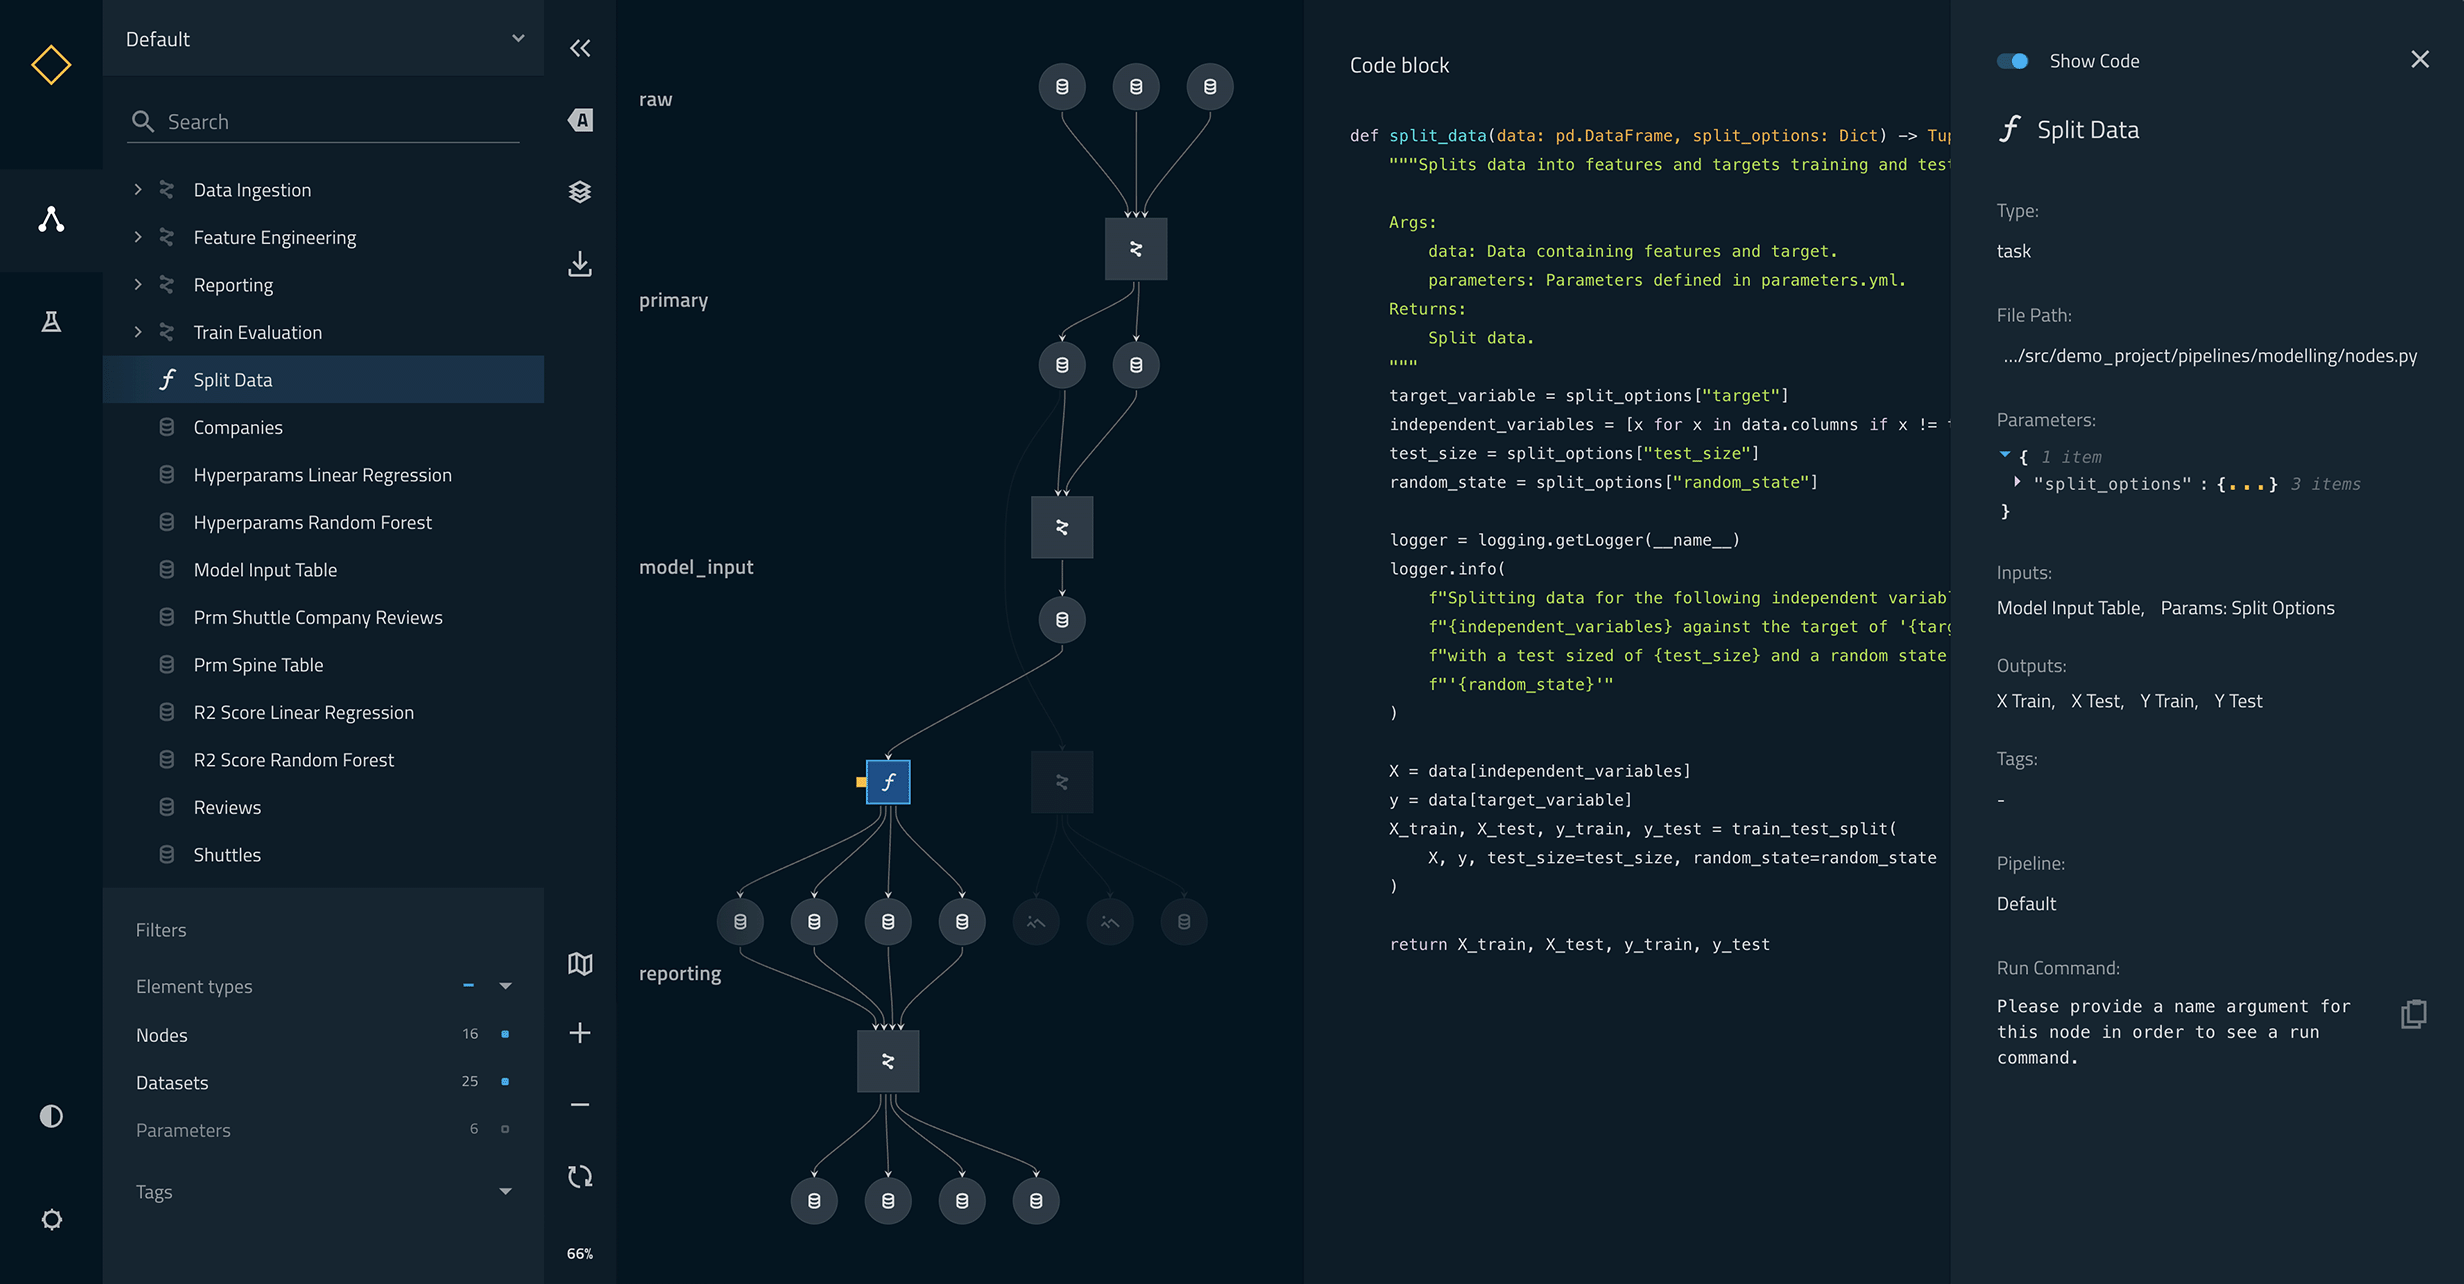 Default
Search
Data Ingestion
Feature Engineering
Reporting
Train Evaluation
Split Data
Companies
Hyperparams Linear Regression
Hyperparams Random Forest
Model Input Table
Prm Shuttle Company Reviews
Prm Spine Table
R2 Score Linear Regression
R2 Score Random Forest
Reviews
Shuttles
Filters
Element types
Nodes 16
Datasets 25
Parameters 6
Tags
A
66%
raw
primary
model_input
reporting
Code block
def split_data(data: pd.DataFrame, split_options: Dict) -> Tup
"""Splits data into features and targets training and test
Args:
data: Data containing features and target.
parameters: Parameters defined in parameters.yml.
Returns:
Split data.
"""
target_variable = split_options["target"]
independent_variables = [x for x in data.columns if x != t
test_size = split_options["test_size"]
random_state = split_options["random_state"]
logger = logging.getLogger(__name__)
logger.info(
f"Splitting data for the following independent variabl
f"{independent_variables} against the target of '{targ
f"with a test sized of {test_size} and a random state
f"'{random_state}'"
)
X = data[independent_variables]
y = data[target_variable]
X_train, X_test, y_train, y_test = train_test_split(
X, y, test_size=test_size, random_state=random_state
)
return X_train, X_test, y_train, y_test
Show Code
Split Data
Type:
task
File Path:
.../src/demo_project/pipelines/modelling/nodes.py
Parameters:
{ 1 item
"split_options" : {...} 3 items
}
Inputs:
Model Input Table, Params: Split Options
Outputs:
X Train, X Test, Y Train, Y Test
Tags:
-
Pipeline:
Default
Run Command:
Please provide a name argument for
this node in order to see a run
command.